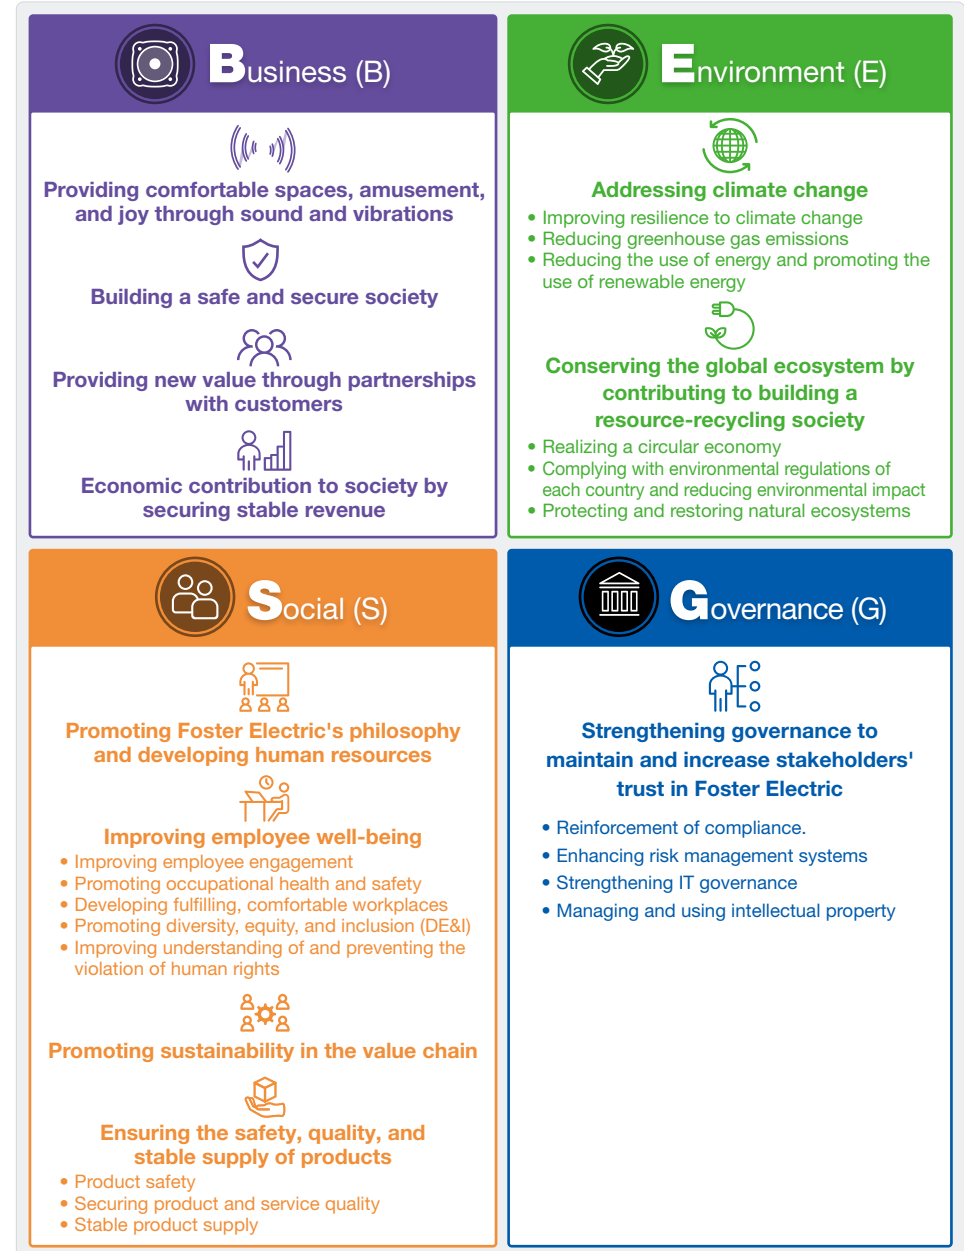 Business (B)
Providing comfortable spaces, amusement,
and joy through sound and vibrations
Building a safe and secure society
Providing new value through partnerships
with customers
Economic contribution to society by
securing stable revenue
Environment (E)
Addressing climate change
• Improving resilience to climate change
• Reducing greenhouse gas emissions
• Reducing the use of energy and promoting the
use of renewable energy
Conserving the global ecosystem by
contributing to building a
resource-recycling society
• Realizing a circular economy
• Complying with environmental regulations of
each country and reducing environmental impact
• Protecting and restoring natural ecosystems
Social (S)
Promoting Foster Electric's philosophy
and developing human resources
Improving employee well-being
• Improving employee engagement
• Promoting occupational health and safety
• Developing fulfilling, comfortable workplaces
• Promoting diversity, equity, and inclusion (DE&I)
• Improving understanding of and preventing the
violation of human rights
Promoting sustainability in the value chain
Ensuring the safety, quality, and
stable supply of products
• Product safety
• Securing product and service quality
• Stable product supply
Governance (G)
Strengthening governance to
maintain and increase stakeholders'
trust in Foster Electric
• Reinforcement of compliance.
• Enhancing risk management systems
• Strengthening IT governance
• Managing and using intellectual property